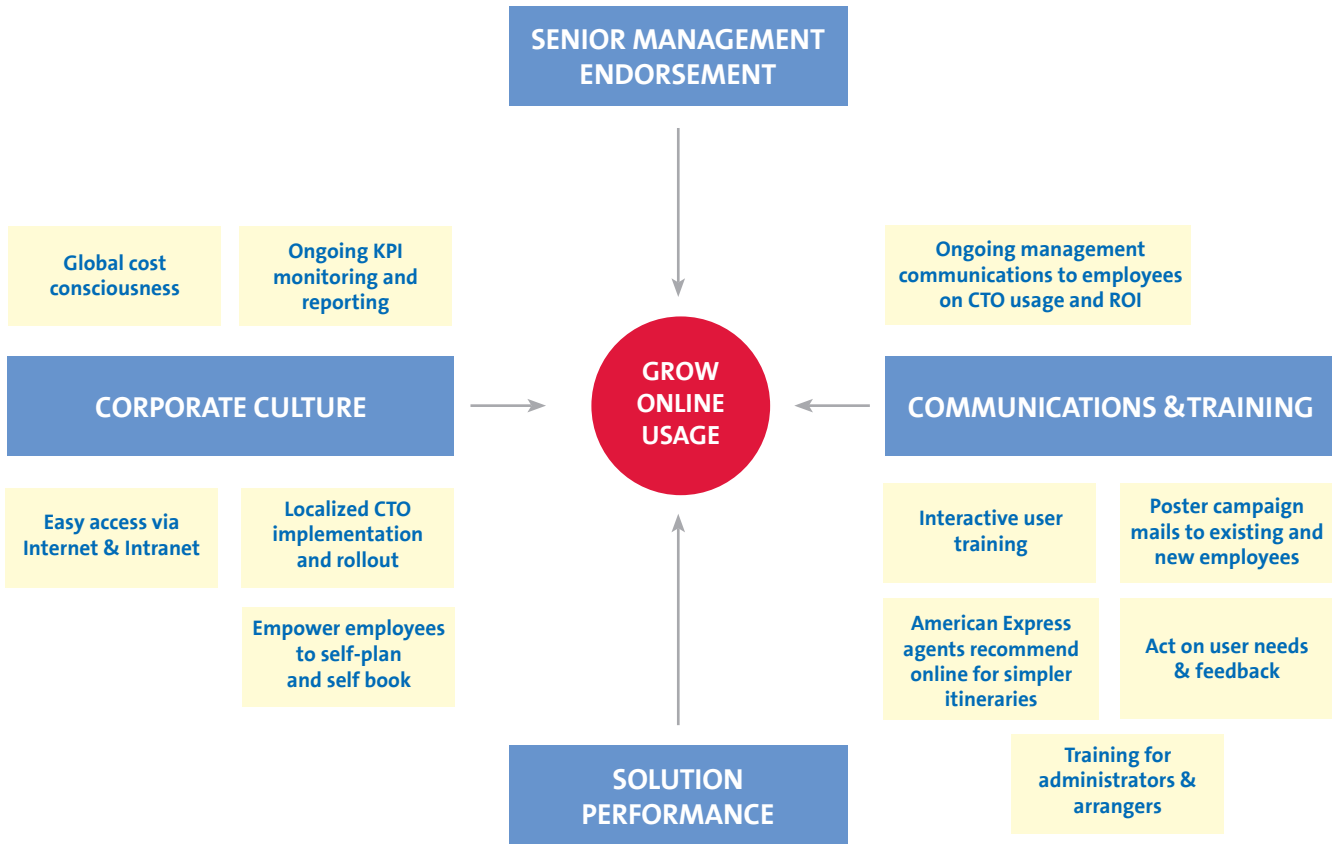 SENIOR MANAGEMENT
ENDORSEMENT
Global cost
consciousness
Ongoing KPI
monitoring and
reporting
Ongoing management
communications to employees
on CTO usage and ROI
CORPORATE CULTURE
GROW
ONLINE
USAGE
COMMUNICATIONS &TRAINING
Easy access via
Internet & Intranet
Localized CTO
implementation
and rollout
Empower employees
to self-plan
and self book
Interactive user
training
Poster campaign
mails to existing and
new employees
American Express
agents recommend
online for simpler
itineraries
Act on user needs
& feedback
Training for
administrators &
arrangers
SOLUTION
PERFORMANCE